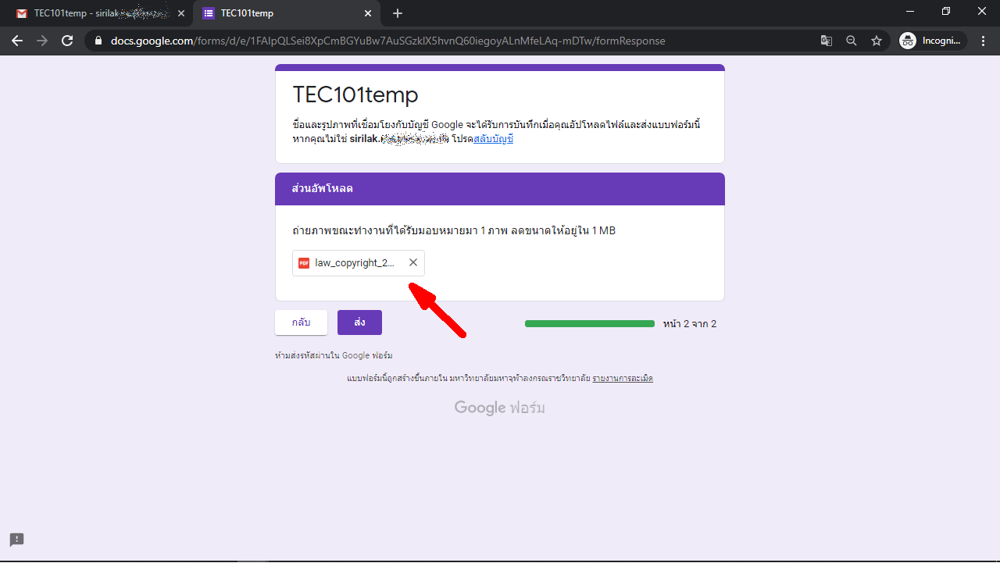 TEC101temp - sirilak
TEC101temp
docs.google.com/forms/d/e/1FAIpQLSei8XpCmBGYuBw7AuSGzkIX5hvnQ60iegoyALnMfeLAq-mDTw/formResponse
Incogni...
TEC101temp
ชื่อและรูปภาพที่เชื่อมโยงกับบัญชี Google จะได้รับการบันทึกเมื่อคุณอัปโหลดไฟล์และส่งแบบฟอร์มนี้
หากคุณไม่ใช่ sirilak. โปรดสลับบัญชี
ส่วนอัพโหลด
ถ่ายภาพขณะทำงานที่ได้รับมอบหมายมา 1 ภาพ ลดขนาดให้อยู่ใน 1 MB
PDF law_copyright_2...
กลับ ส่ง หน้า 2 จาก 2
ห้ามส่งรหัสผ่านใน Google ฟอร์ม
แบบฟอร์มนี้ถูกสร้างขึ้นภายใน มหาวิทยาลัยมหาจุฬาลงกรณราชวิทยาลัย รายงานการละเมิด
Google ฟอร์ม